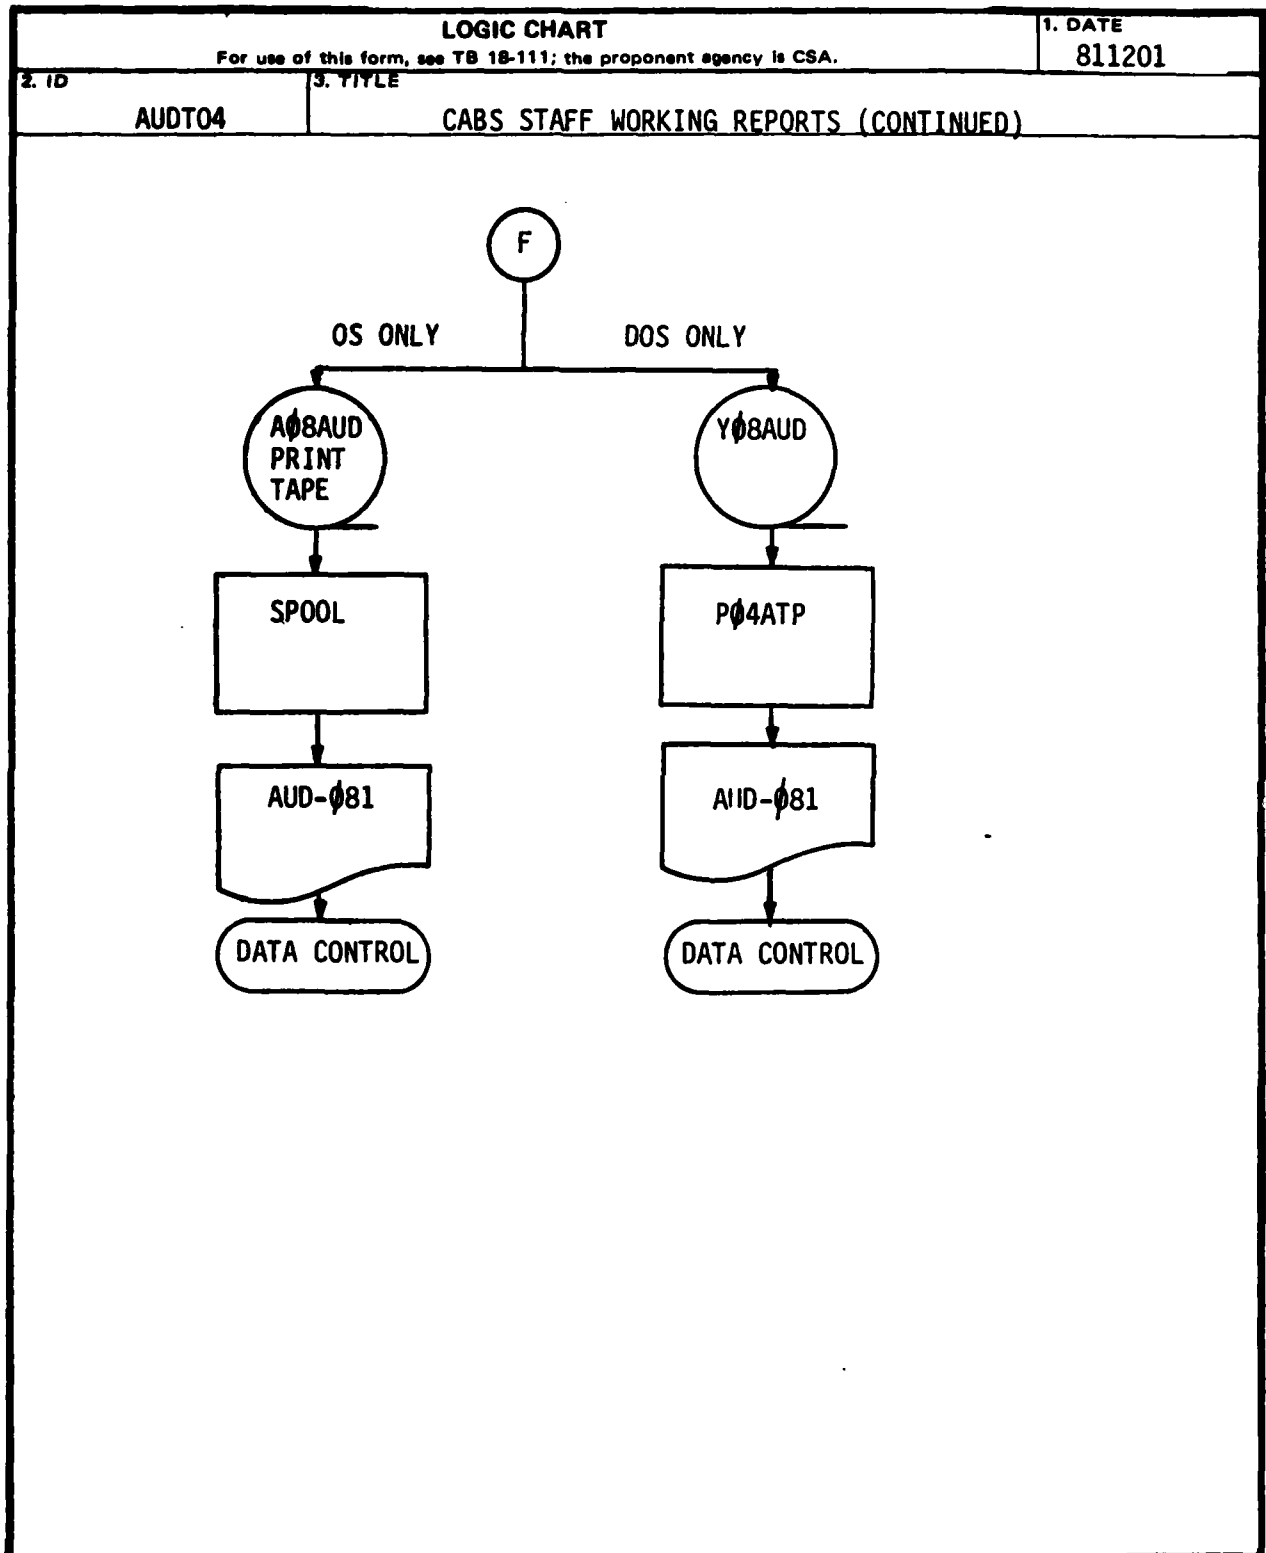 LOGIC CHART
For use of this form, see TB 18-111; the proponent agency is CSA.
1. DATE
811201
2. ID
AUDT04
3. TITLE
CABS STAFF WORKING REPORTS (CONTINUED)
F
OS ONLY
DOS ONLY
AØ8AUD
PRINT
TAPE
YØ8AUD
SPOOL
PØ4ATP
AUD-Ø81
AUD-Ø81
DATA CONTROL
DATA CONTROL